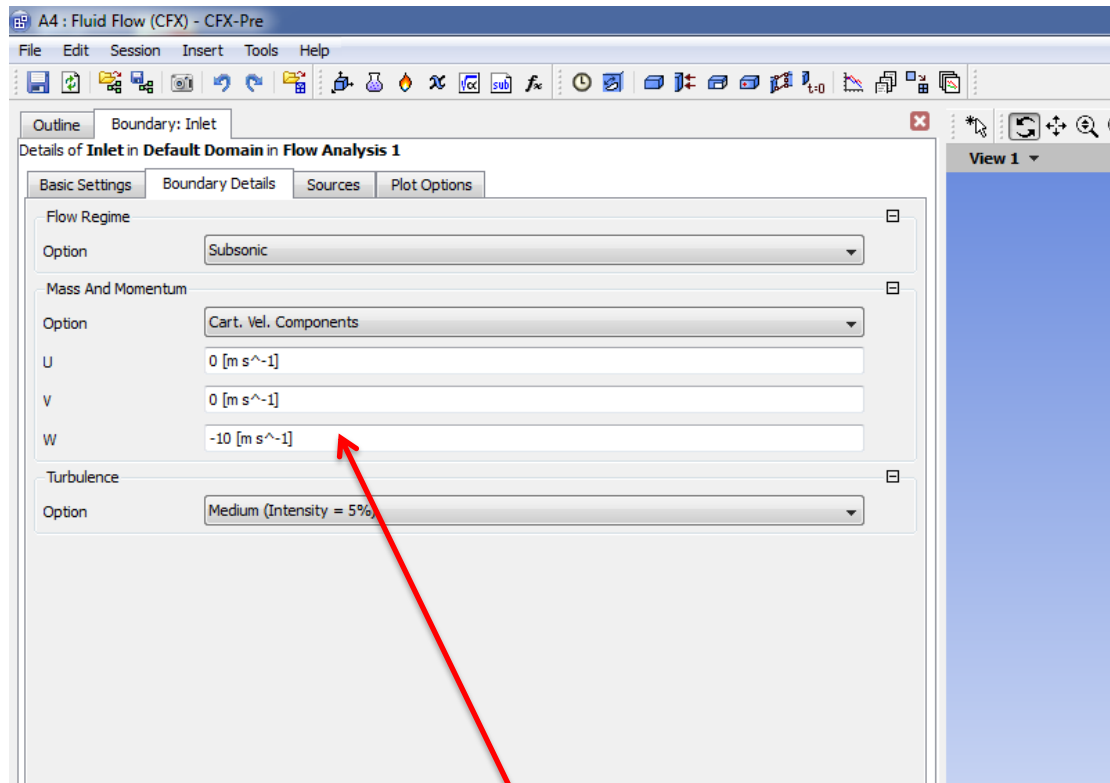 A4 : Fluid Flow (CFX) - CFX-Pre
File Edit Session Insert Tools Help
√α sub f∞ t=0
Outline Boundary: Inlet
Details of Inlet in Default Domain in Flow Analysis 1
View 1
Basic Settings Boundary Details Sources Plot Options
Flow Regime
Option Subsonic
Mass And Momentum
Option Cart. Vel. Components
U 0 [m s^-1]
V 0 [m s^-1]
W -10 [m s^-1]
Turbulence
Option Medium (Intensity = 5%)